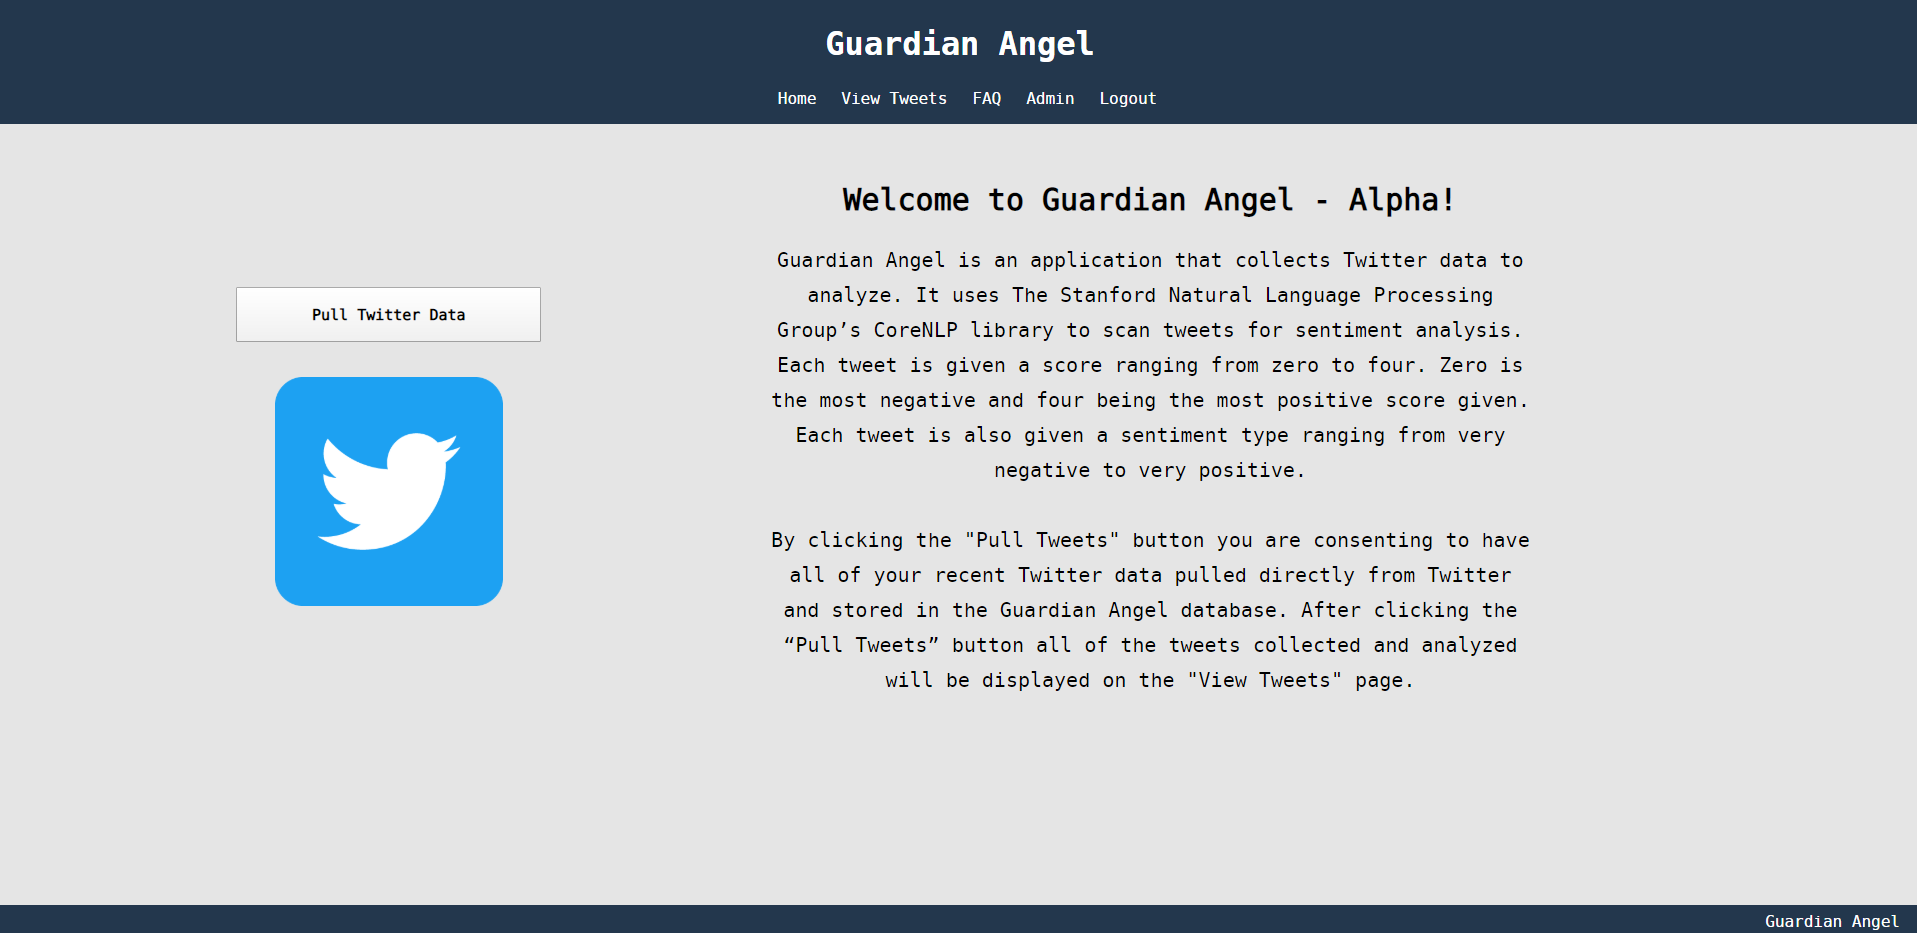 Guardian Angel
Home View Tweets FAQ Admin Logout
Pull Twitter Data
Welcome to Guardian Angel - Alpha!
Guardian Angel is an application that collects Twitter data to
analyze. It uses The Stanford Natural Language Processing
Group’s CoreNLP library to scan tweets for sentiment analysis.
Each tweet is given a score ranging from zero to four. Zero is
the most negative and four being the most positive score given.
Each tweet is also given a sentiment type ranging from very
negative to very positive.
By clicking the "Pull Tweets" button you are consenting to have
all of your recent Twitter data pulled directly from Twitter
and stored in the Guardian Angel database. After clicking the
“Pull Tweets” button all of the tweets collected and analyzed
will be displayed on the "View Tweets" page.
Guardian Angel